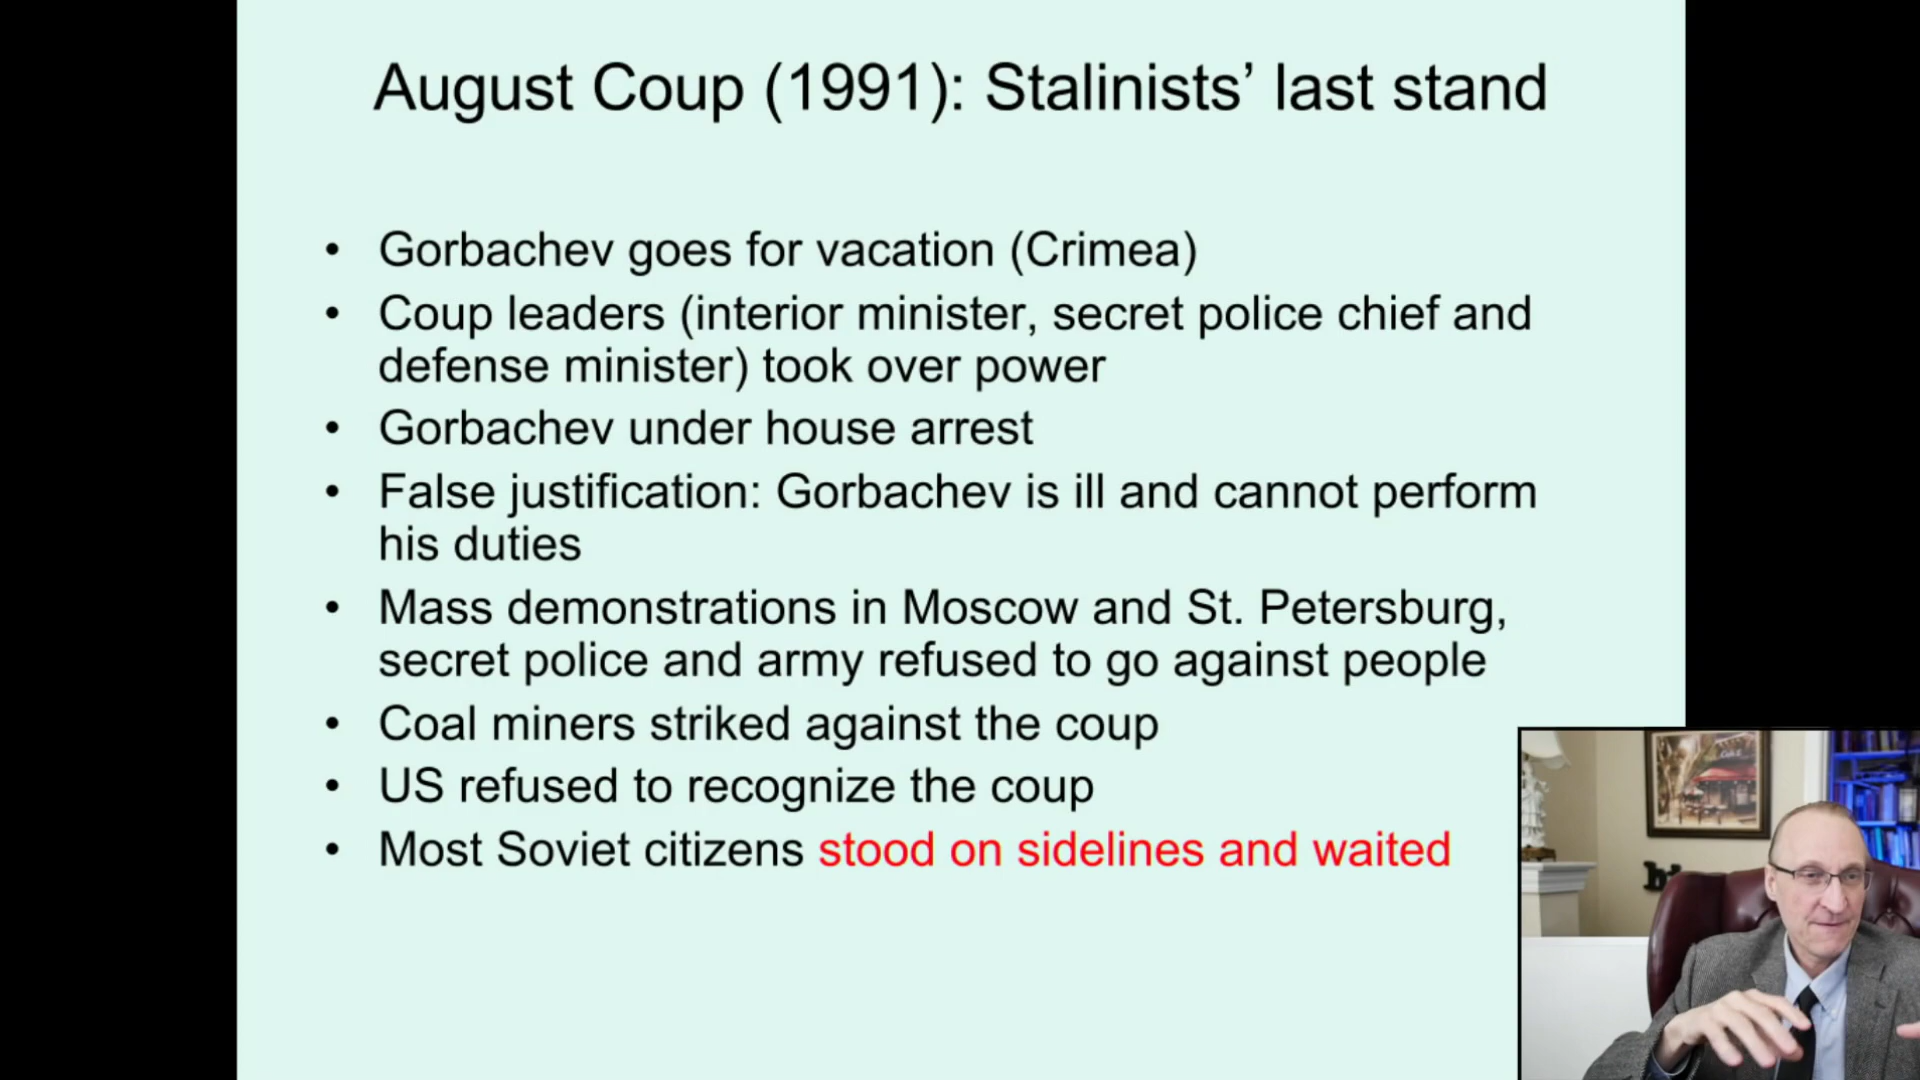 August Coup (1991): Stalinists’ last stand
• Gorbachev goes for vacation (Crimea)
• Coup leaders (interior minister, secret police chief and
defense minister) took over power
• Gorbachev under house arrest
• False justification: Gorbachev is ill and cannot perform
his duties
• Mass demonstrations in Moscow and St. Petersburg,
secret police and army refused to go against people
• Coal miners striked against the coup
• US refused to recognize the coup
• Most Soviet citizens stood on sidelines and waited